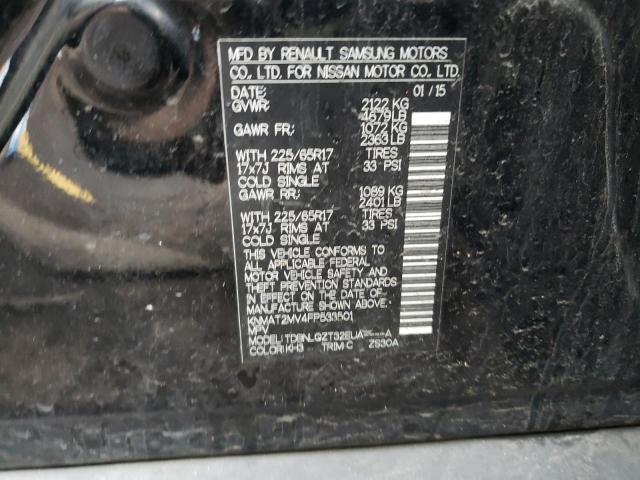 MFD BY RENAULT SAMSUNG MOTORS
CO., LTD. FOR NISSAN MOTOR CO., LTD.
DATE: 01/15
GVWR: 2122 KG
4679 LB
GAWR FR: 1072 KG
2363 LB
WITH 225/65R17 TIRES
17x7J RIMS AT 33 PSI
COLD SINGLE
GAWR RR: 1089 KG
2401 LB
WITH 225/65R17 TIRES
17x7J RIMS AT 33 PSI
COLD SINGLE
THIS VEHICLE CONFORMS TO
ALL APPLICABLE FEDERAL
MOTOR VEHICLE SAFETY AND
THEFT PREVENTION STANDARDS
IN EFFECT ON THE DATE OF
MANUFACTURE SHOWN ABOVE.
KNMAT2MV4FP533501
MPV
MODEL: A
COLOR: KH3 TRIM: C ZS30A